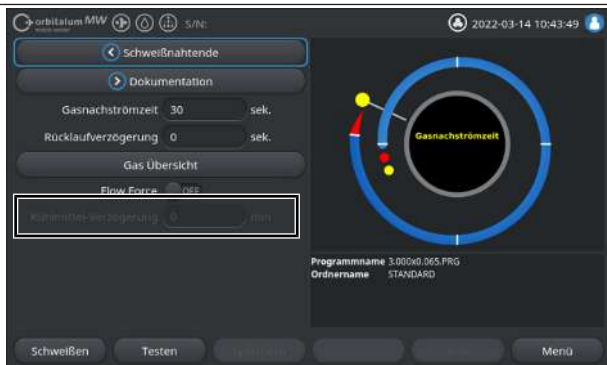 orbitalum MW S/N: 2022-03-14 10:43:49
Schweißnahtende
Dokumentation
Gasnachströmzeit 30 sek.
Rücklaufverzögerung 0 sek.
Gas Übersicht
Flow Force OFF
Kühlmittel-Verzögerung 0 min
Gasnachströmzeit
Programmname 3.000x0.065.PRG
Ordnername STANDARD
Schweißen Testen Menü